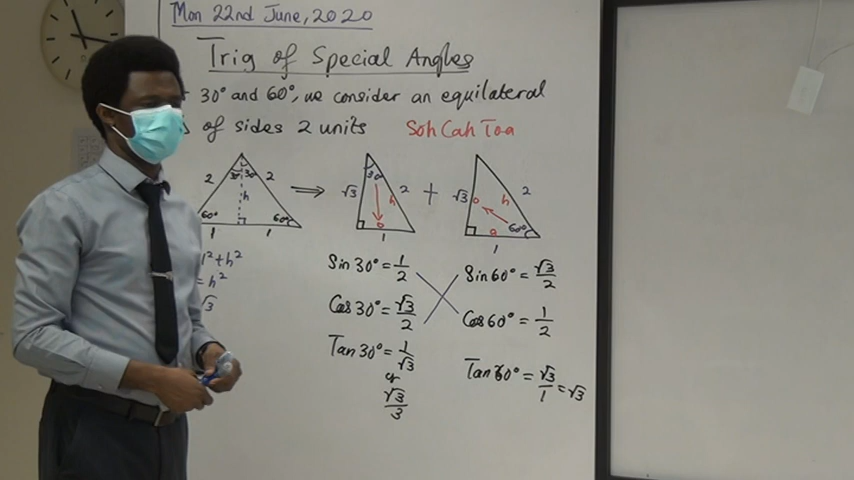 Mon 22nd June, 2020
Trig of Special Angles
30° and 60°, we consider an equilateral
of sides 2 units SohCahToa
2 30° 30° 2 h 60° 60° 1 1
⇒
√3 30° 2 h o 1
+
√3 o h 2 60° a 1
1² + h²
= h²
√3
Sin 30° = 1/2
Cos 30° = √3/2
Tan 30° = 1/√3
or
√3/3
Sin 60° = √3/2
Cos 60° = 1/2
Tan 60° = √3/1 = √3